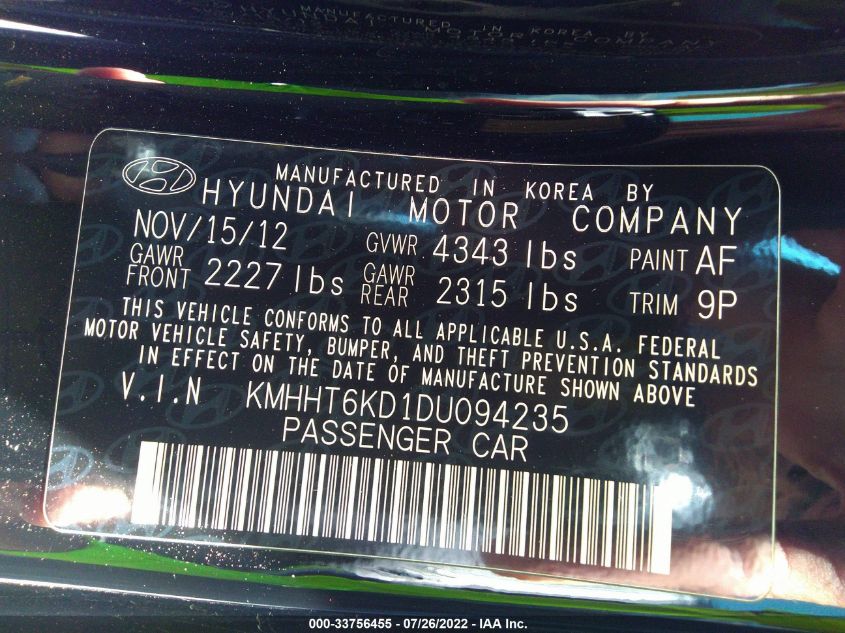 MANUFACTURED IN KOREA BY
HYUNDAI MOTOR COMPANY
NOV/15/12 GVWR 4343 lbs PAINT AF
GAWR FRONT 2227 lbs GAWR REAR 2315 lbs TRIM 9P
THIS VEHICLE CONFORMS TO ALL APPLICABLE U.S.A. FEDERAL
MOTOR VEHICLE SAFETY, BUMPER, AND THEFT PREVENTION STANDARDS
IN EFFECT ON THE DATE OF MANUFACTURE SHOWN ABOVE
V.I.N KMHHT6KD1DU094235
PASSENGER CAR
000-33756455 - 07/26/2022 - IAA Inc.